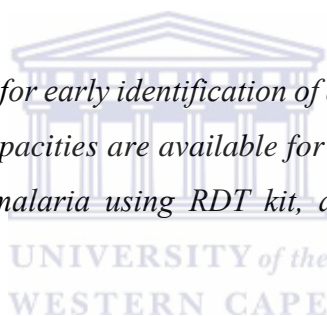 for early identification of
pacities are available for
malaria using RDT kit,
UNIVERSITY of the
WESTERN CAPE